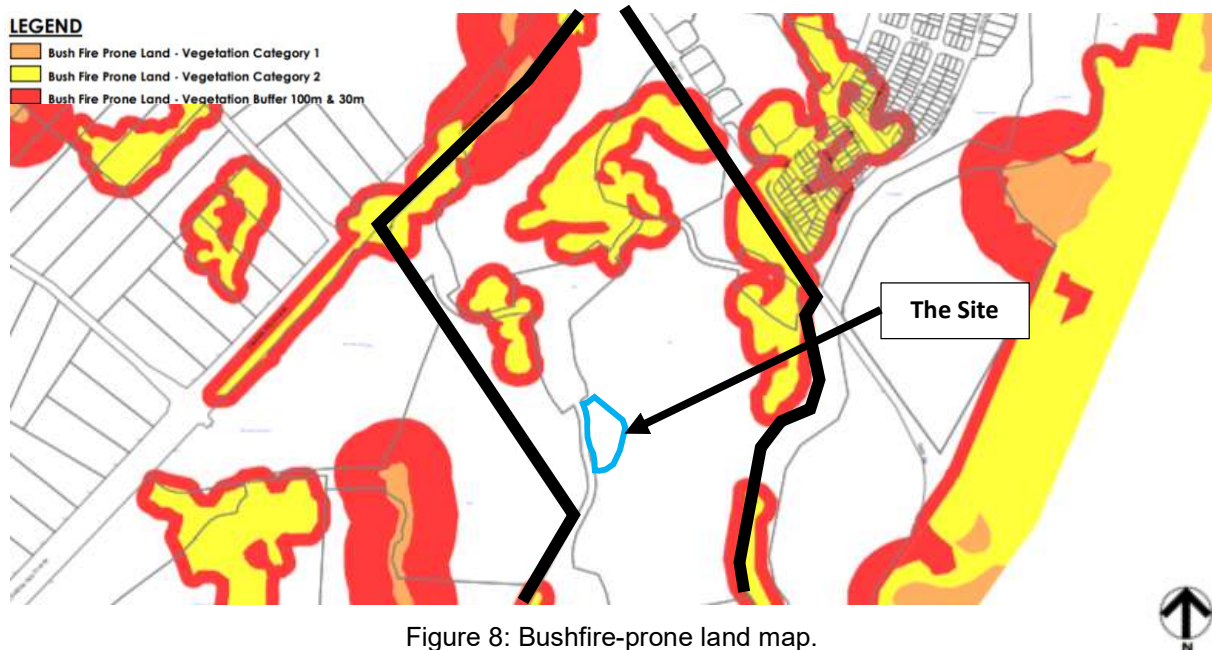 LEGEND
Bush Fire Prone Land - Vegetation Category 1
Bush Fire Prone Land - Vegetation Category 2
Bush Fire Prone Land - Vegetation Buffer 100m & 30m
The Site
Figure 8: Bushfire-prone land map.
N